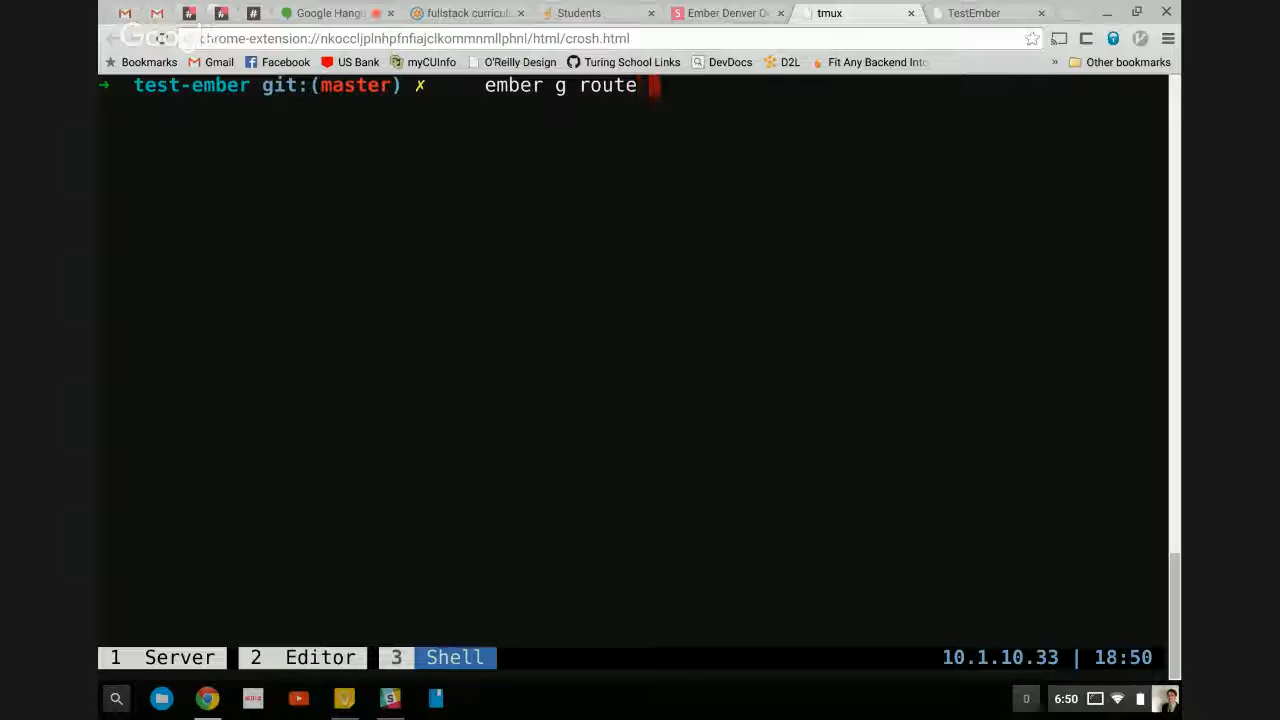 Google Hang
fullstack curricul
Students
Ember Denver O
tmux
TestEmber
Google
chrome-extension://nkoccljplnhpfnfiajclkommnmllphnl/html/crosh.html
Bookmarks
Gmail
Facebook
US Bank
myCUInfo
O'Reilly Design
Turing School Links
DevDocs
D2L
Fit Any Backend Int
»
Other bookmarks
→ test-ember git:(master) ✗ ember g route
1 Server 2 Editor 3 Shell
10.1.10.33 | 18:50
0
6:50